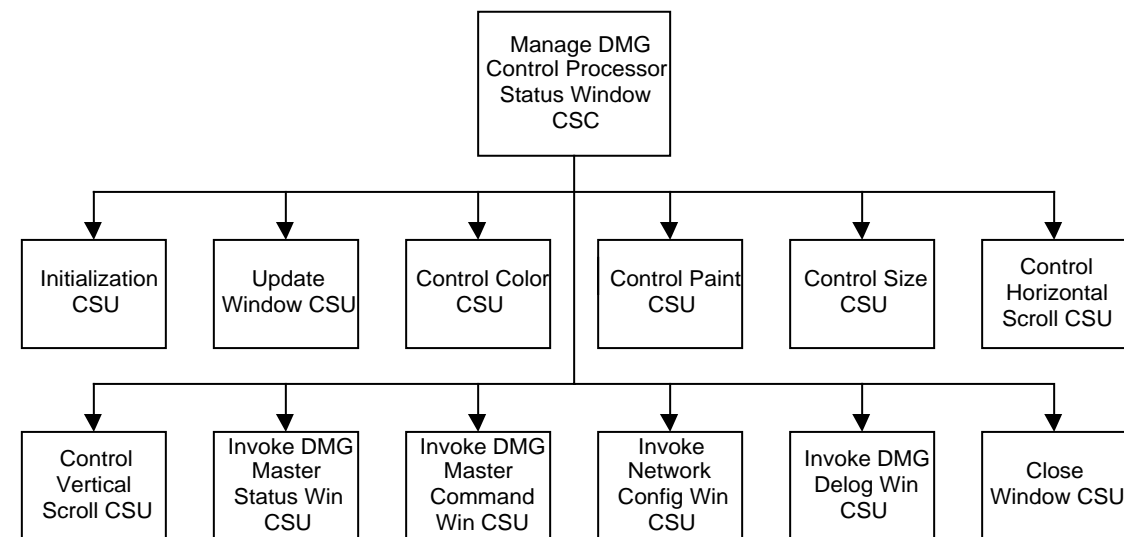 Manage DMG
Control Processor
Status Window
CSC
Initialization
CSU
Update
Window CSU
Control Color
CSU
Control Paint
CSU
Control Size
CSU
Control
Horizontal
Scroll CSU
Control
Vertical
Scroll CSU
Invoke DMG
Master
Status Win
CSU
Invoke DMG
Master
Command
Win CSU
Invoke
Network
Config Win
CSU
Invoke DMG
Delog Win
CSU
Close
Window CSU